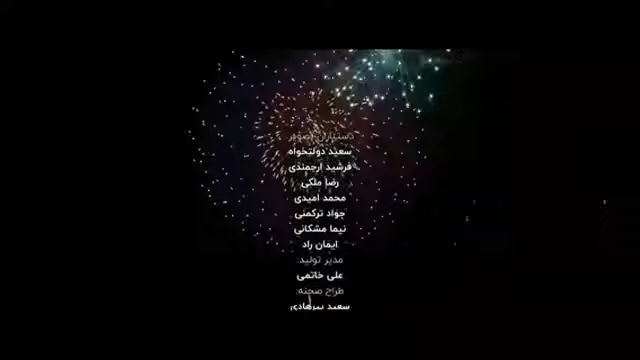 دستیاران تصویر:
سعید دولتخواه
فرشید ارجمندی
رضا ملکی
محمد امیدی
جواد ترکمنی
نیما مشکانی
ایمان راد
مدیر تولید:
علی خاتمی
طراح صحنه:
سعید